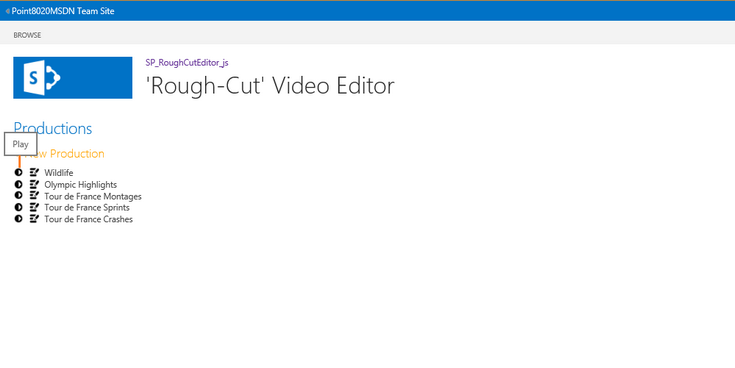 Point8020MSDN Team Site
BROWSE
SP_RoughCutEditor_js
S
'Rough-Cut' Video Editor
Productions
Play
Production
Wildlife
Olympic Highlights
Tour de France Montages
Tour de France Sprints
Tour de France Crashes